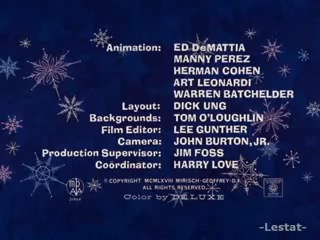 Animation: ED DeMATTIA
MANNY PEREZ
HERMAN COHEN
ART LEONARDI
WARREN BATCHELDER
Layout: DICK UNG
Backgrounds: TOM O'LOUGHLIN
Film Editor: LEE GUNTHER
Camera: JOHN BURTON, JR.
Production Supervisor: JIM FOSS
Coordinator: HARRY LOVE
© COPYRIGHT MCMLXVIII MIRISCH-GEOFFREY-D.F.
ALL RIGHTS RESERVED
Color by DELUXE
-Lestat-